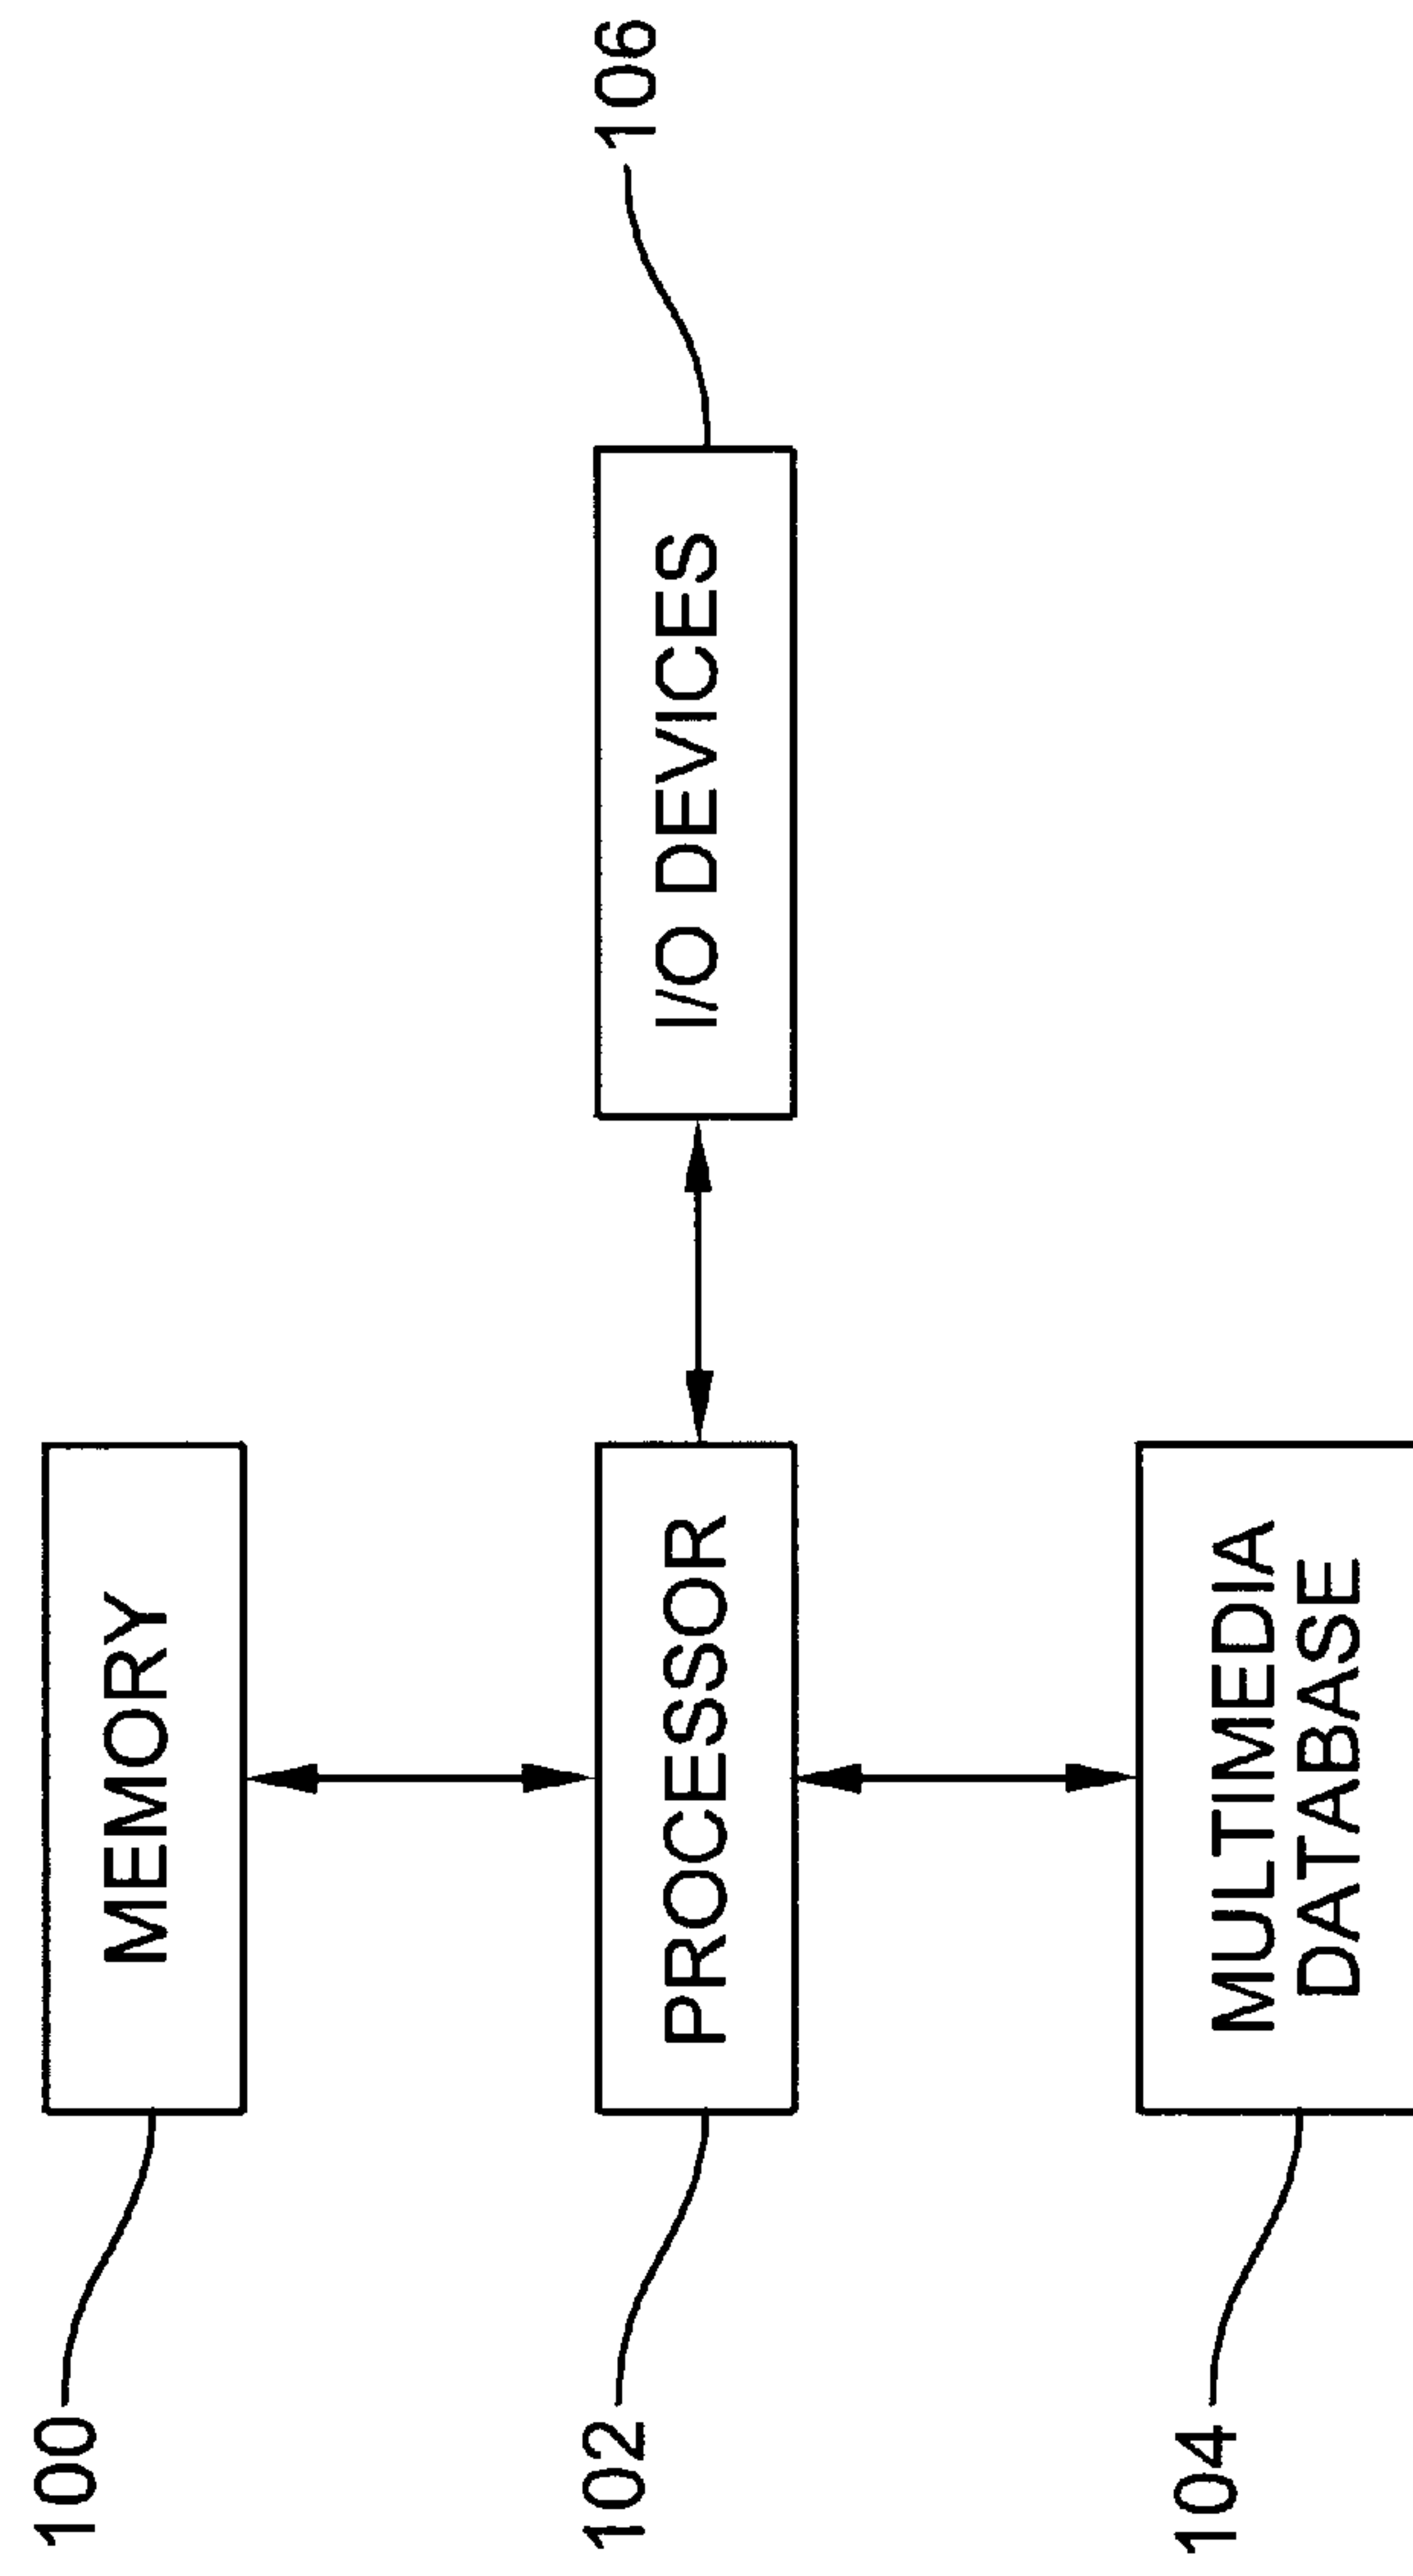 100
MEMORY
102
PROCESSOR
I/O DEVICES
106
104
MULTIMEDIA
DATABASE